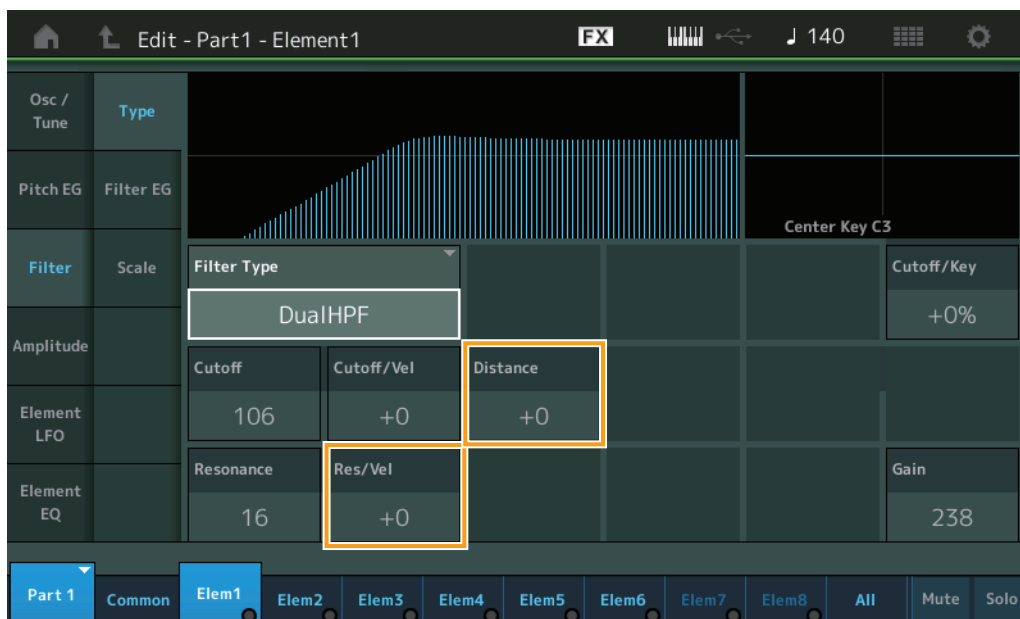 Edit - Part1 - Element1
FX
♩ 140
Osc /
Tune
Type
Pitch EG
Filter EG
Center Key C3
Filter
Scale
Filter Type
Cutoff/Key
DualHPF
+0%
Amplitude
Cutoff
Cutoff/Vel
Distance
106
+0
+0
Element
LFO
Resonance
Res/Vel
Gain
Element
EQ
16
+0
238
Part 1
Common
Elem1
Elem2
Elem3
Elem4
Elem5
Elem6
Elem7
Elem8
All
Mute
Solo